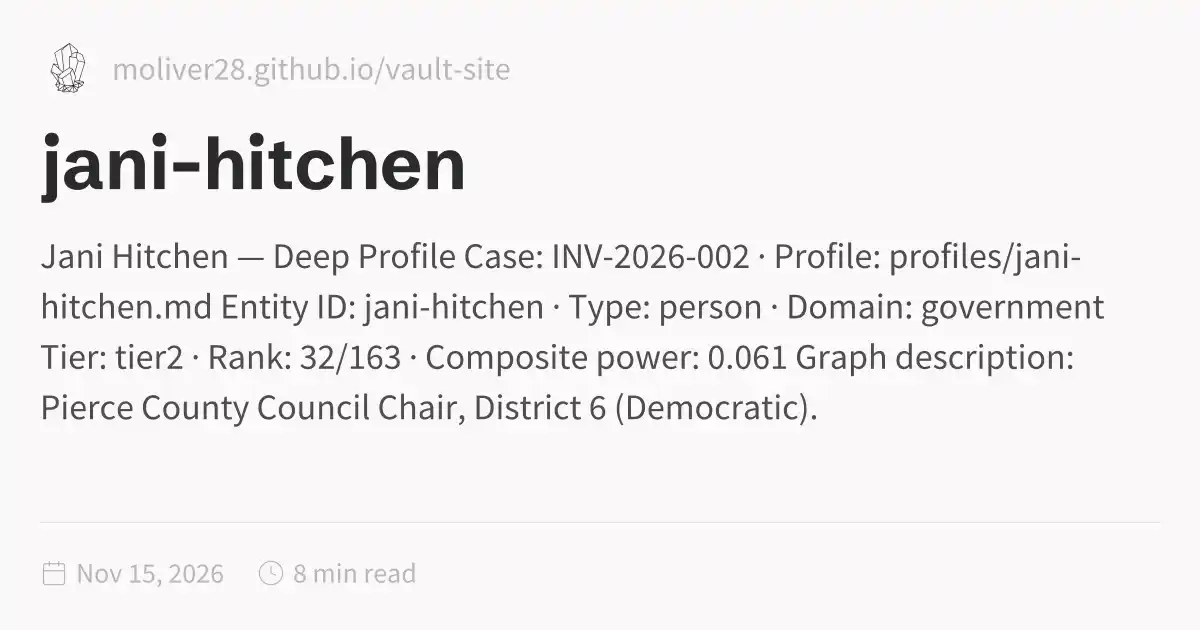 moliver28.github.io/vault-site
jani-hitchen
Jani Hitchen — Deep Profile Case: INV-2026-002 · Profile: profiles/jani-
hitchen.md Entity ID: jani-hitchen · Type: person · Domain: government
Tier: tier2 · Rank: 32/163 · Composite power: 0.061 Graph description:
Pierce County Council Chair, District 6 (Democratic).
Nov 15, 2026 8 min read